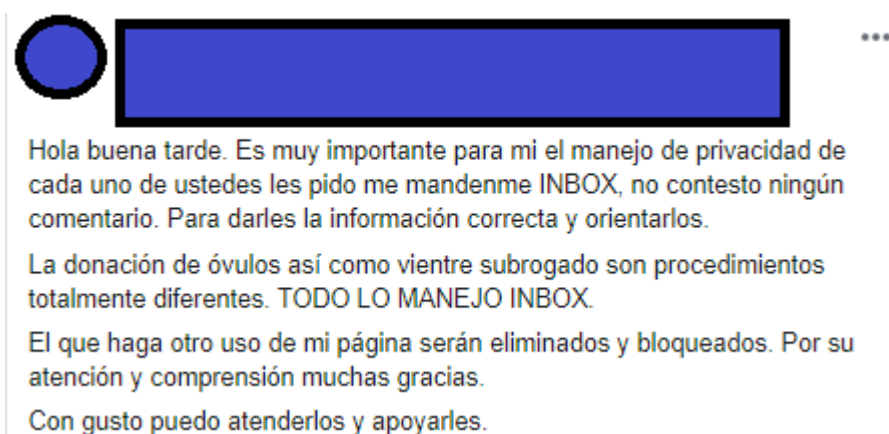 Hola buena tarde. Es muy importante para mi el manejo de privacidad de
cada uno de ustedes les pido me mandenme INBOX, no contesto ningún
comentario. Para darles la información correcta y orientarlos.
La donación de óvulos así como vientre subrogado son procedimientos
totalmente diferentes. TODO LO MANEJO INBOX.
El que haga otro uso de mi página serán eliminados y bloqueados. Por su
atención y comprensión muchas gracias.
Con gusto puedo atenderlos y apoyarles.